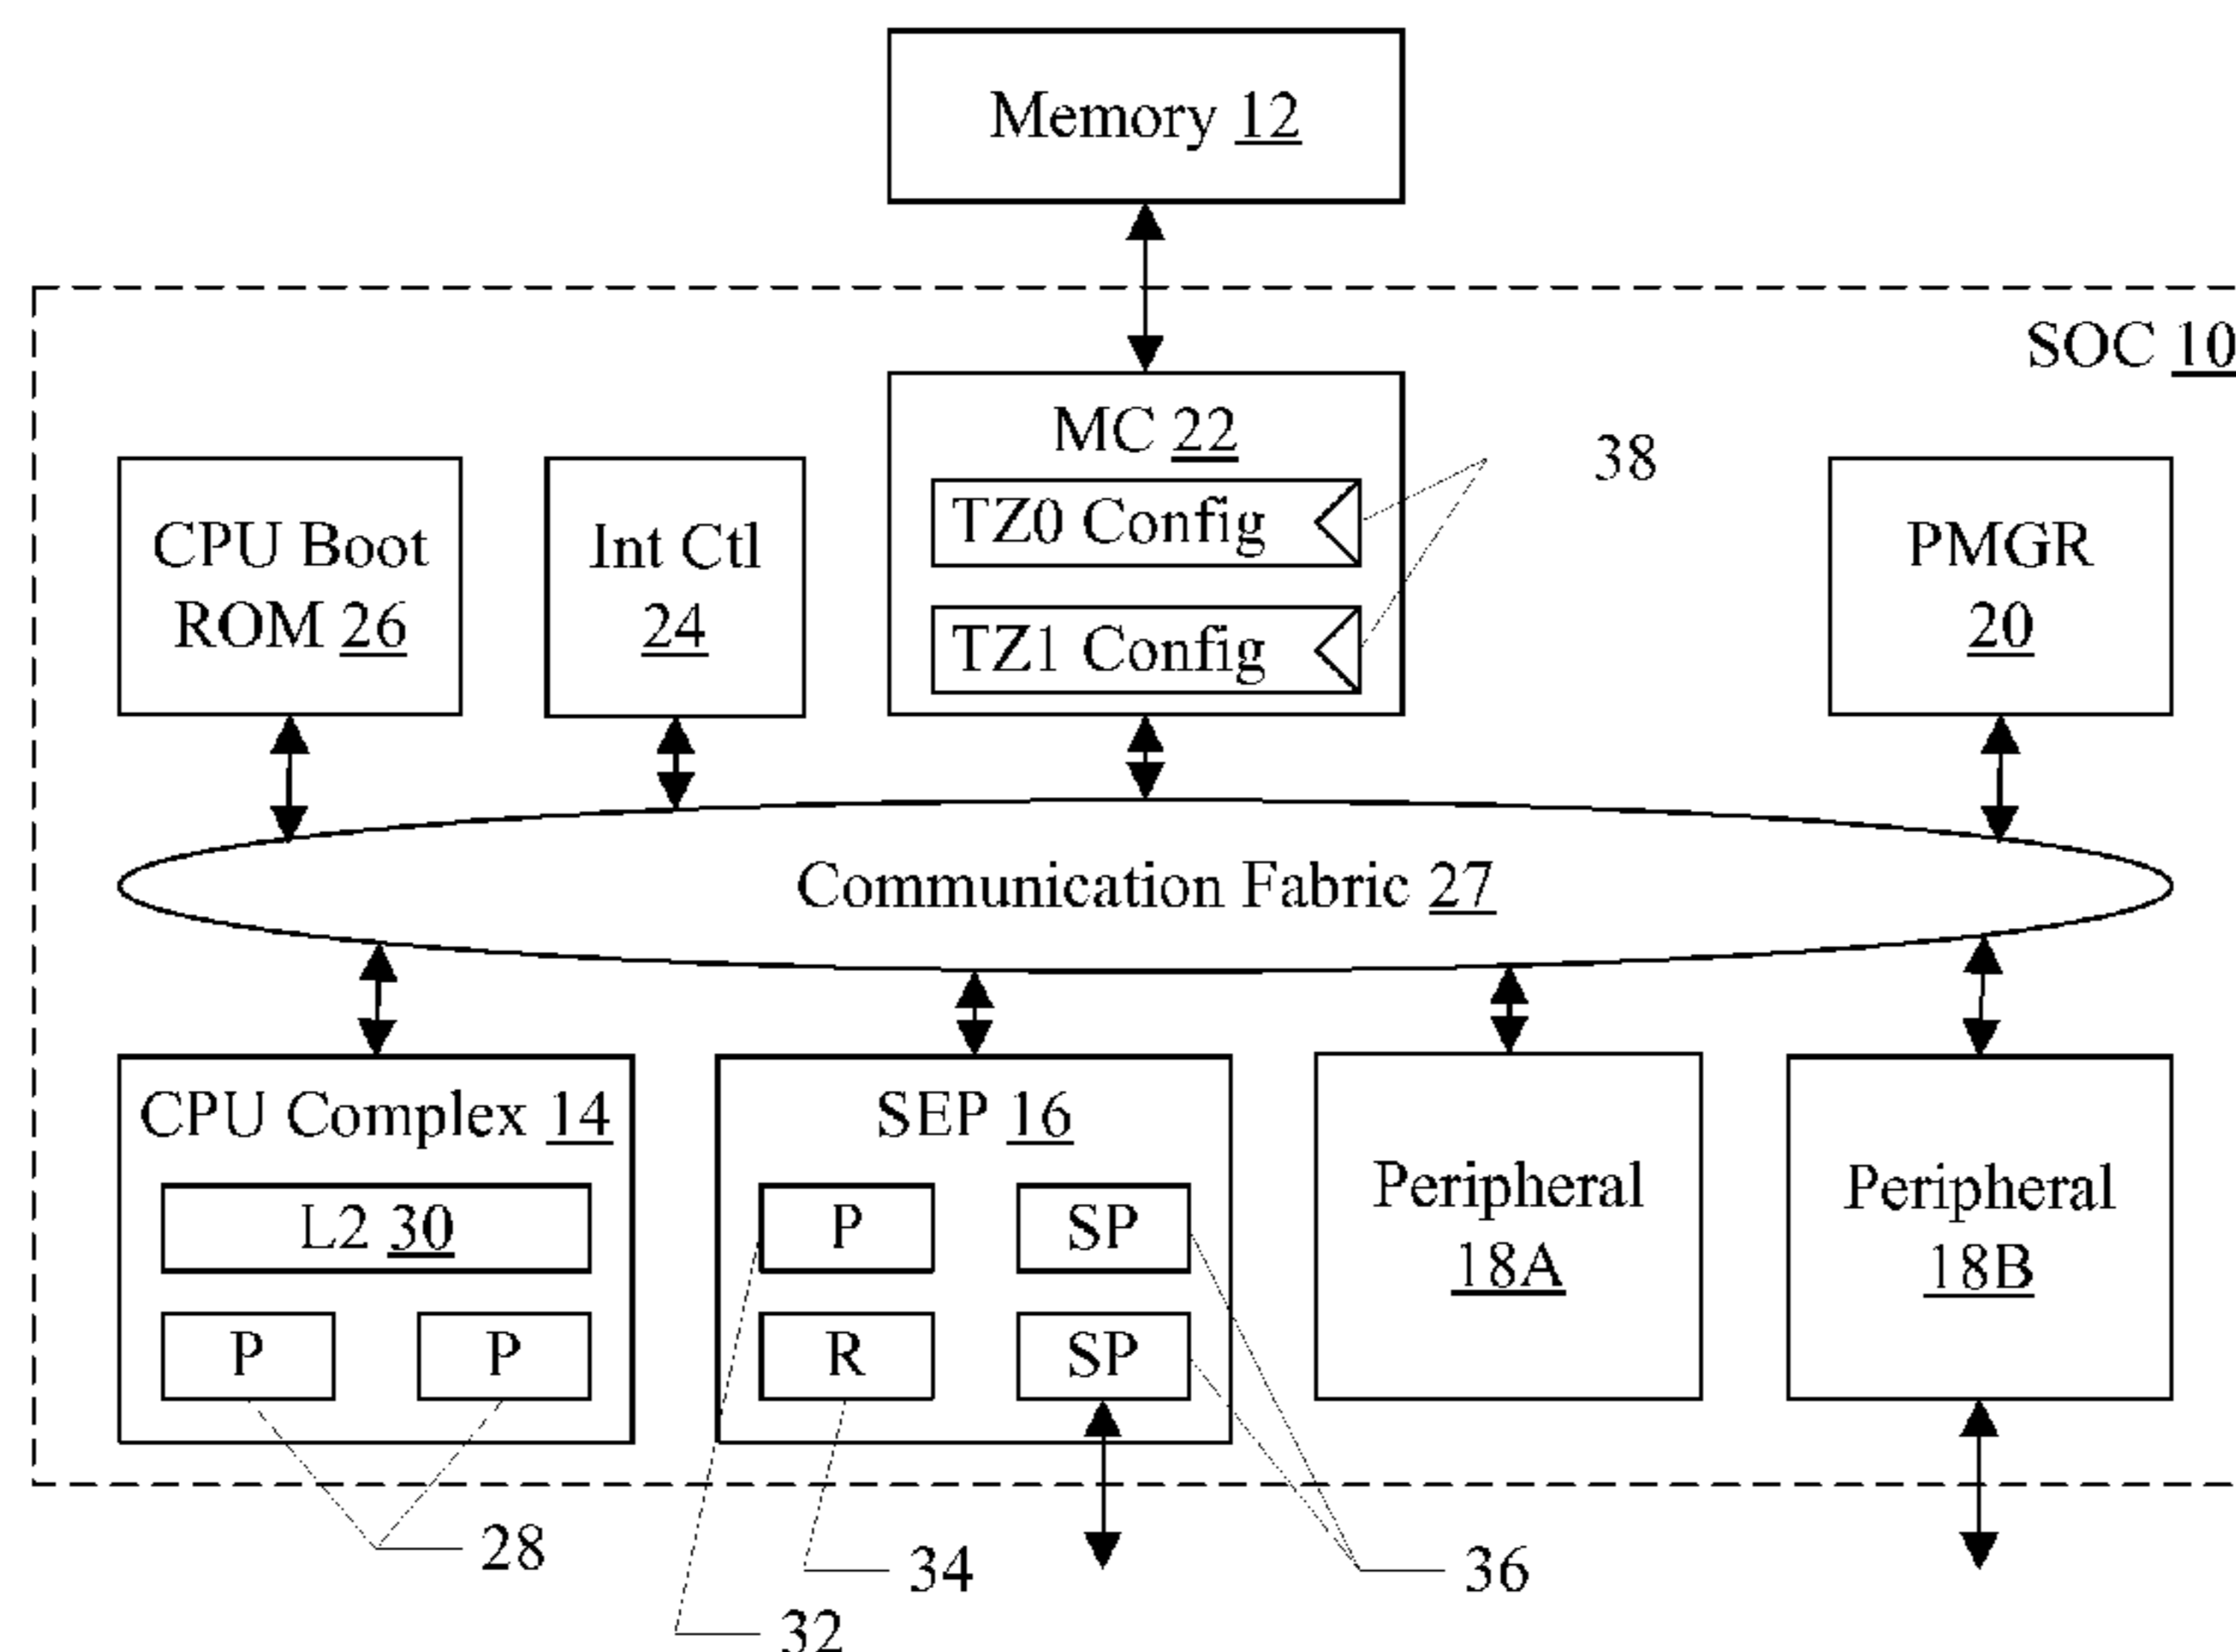 Memory 12
SOC 10
MC 22
38
TZ0 Config
TZ1 Config
CPU Boot
ROM 26
Int Ctl
24
PMGR
20
Communication Fabric 27
CPU Complex 14
L2 30
P
P
SEP 16
P
SP
R
SP
Peripheral
18A
Peripheral
18B
28
34
36
32